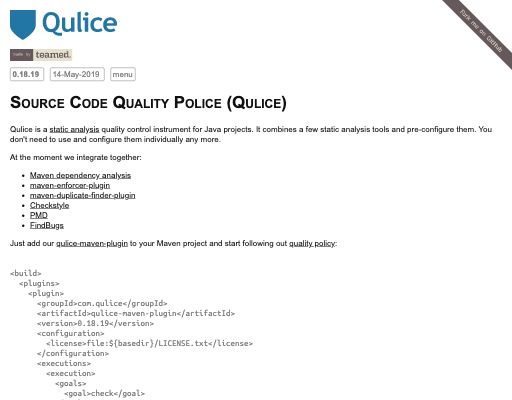 Qulice
made by teamed.
0.18.19 14-May-2019 menu
Fork me on GitHub
Source Code Quality Police (Qulice)
Qulice is a static analysis quality control instrument for Java projects. It combines a few static analysis tools and pre-configure them. You
don't need to use and configure them individually any more.
At the moment we integrate together:
Maven dependency analysis
maven-enforcer-plugin
maven-duplicate-finder-plugin
Checkstyle
PMD
FindBugs
Just add our qulice-maven-plugin to your Maven project and start following out quality policy:
<build>
  <plugins>
    <plugin>
      <groupId>com.qulice</groupId>
      <artifactId>qulice-maven-plugin</artifactId>
      <version>0.18.19</version>
      <configuration>
        <license>file:${basedir}/LICENSE.txt</license>
      </configuration>
      <executions>
        <execution>
          <goals>
            <goal>check</goal>